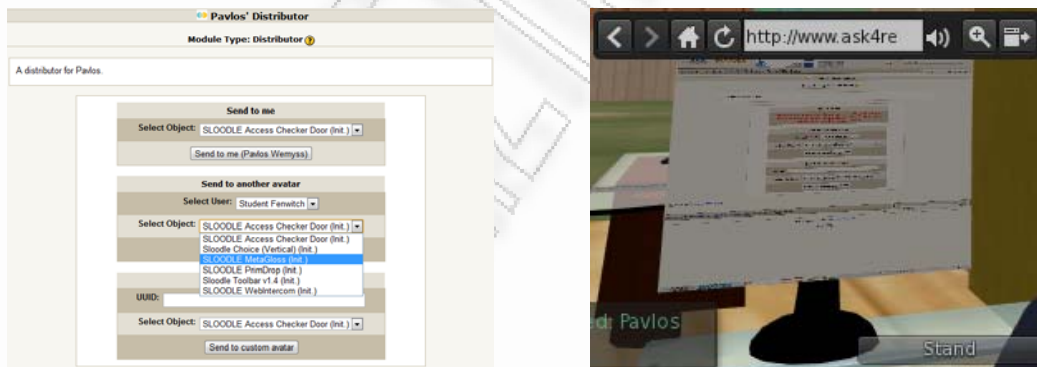 Pavlos' Distributor
Module Type: Distributor
A distributor for Pavlos.
Send to me
Select Object: SLOODLE Access Checker Door (Init.)
Send to me (Pavlos Wemyss)
Send to another avatar
Select User: Student Fenwitch
Select Object: SLOODLE Access Checker Door (Init.)
SLOODLE Access Checker Door (Init.)
Sloodle Choice (Vertical) (Init.)
SLOODLE MetaGloss (Init.)
SLOODLE PrimDrop (Init.)
Sloodle Toolbar v1.4 (Init.)
SLOODLE WebIntercom (Init.)
UUID:
Select Object: SLOODLE Access Checker Door (Init.)
Send to custom avatar
http://www.ask4re
ed: Pavlos
Stand